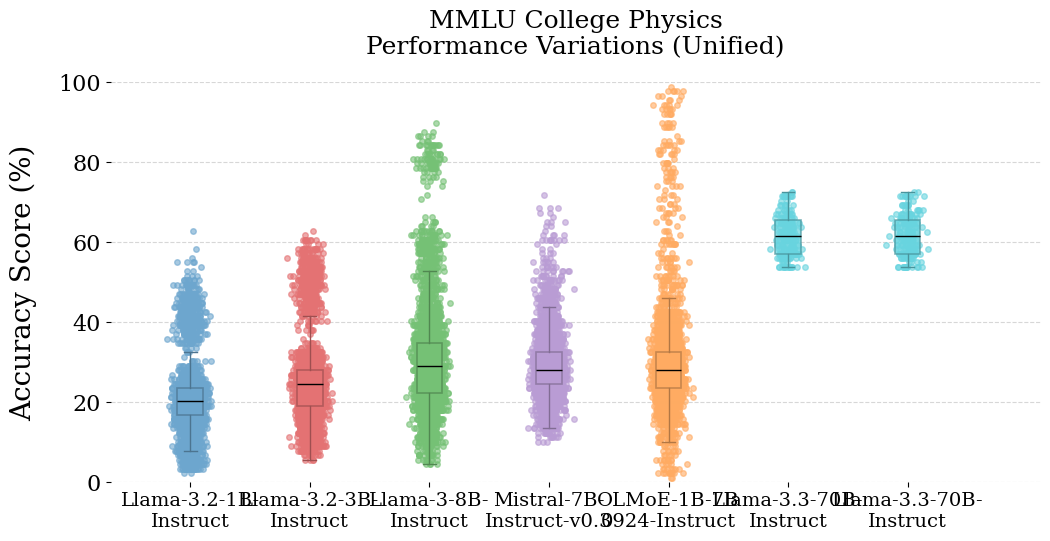 MMLU College Physics
Performance Variations (Unified)
Accuracy Score (%)
100
80
60
40
20
0
Llama-3.2-1B-
Instruct
Llama-3.2-3B-
Instruct
Llama-3-8B-
Instruct
Mistral-7B-
Instruct-v0.3
OLMoE-1B-7B-
0924-Instruct
Llama-3.3-70B-
Instruct
Llama-3.3-70B-
Instruct